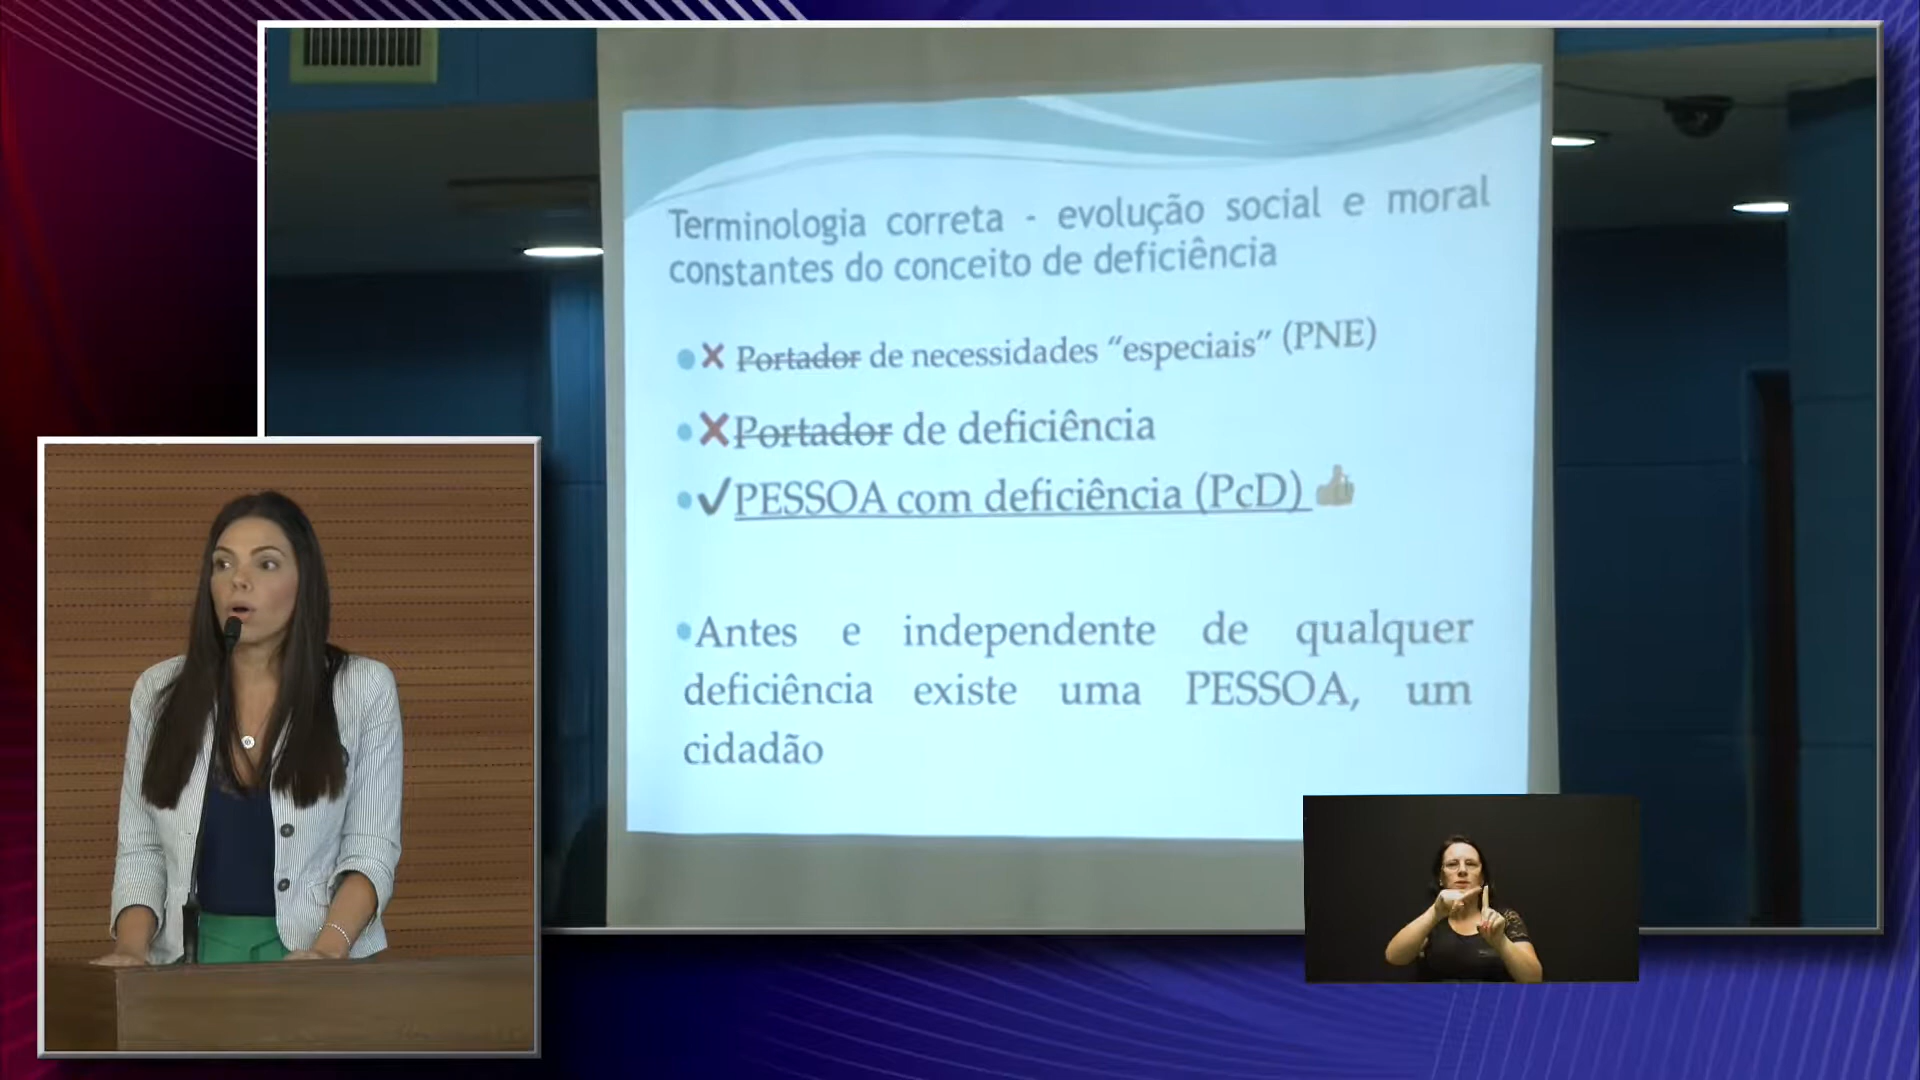 Terminologia correta - evolução social e moral
constantes do conceito de deficiência
Portador de necessidades “especiais” (PNE)
Portador de deficiência
PESSOA com deficiência (PcD)
Antes e independente de qualquer
deficiência existe uma PESSOA, um
cidadão